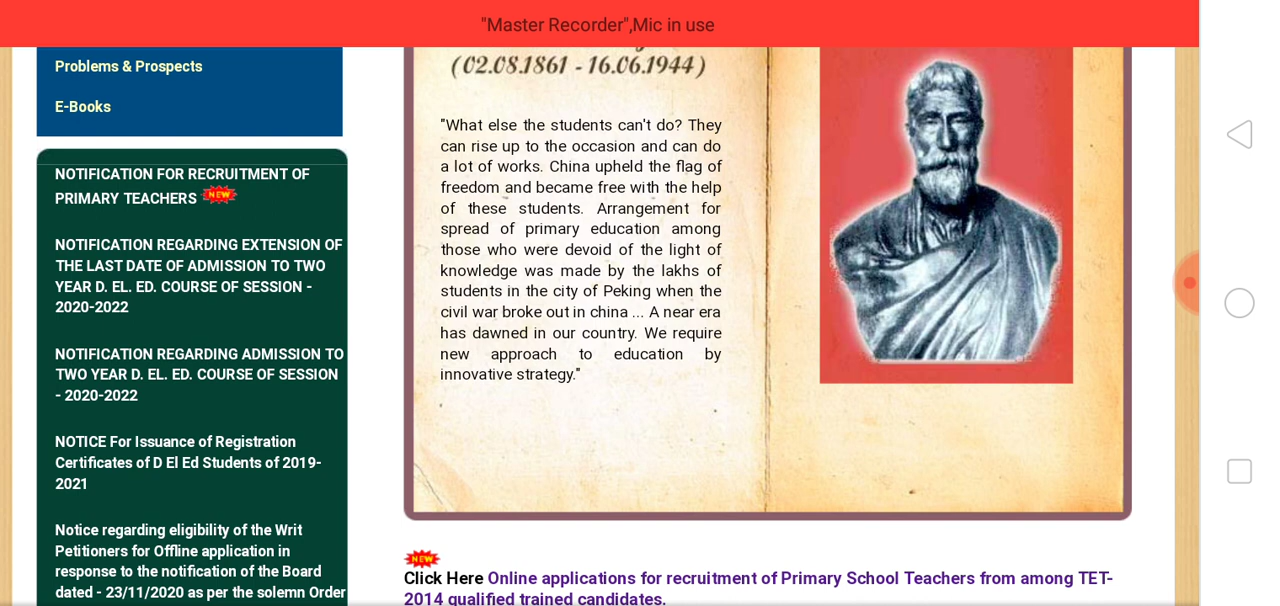 "Master Recorder",Mic in use
Problems & Prospects
E-Books
NOTIFICATION FOR RECRUITMENT OF
PRIMARY TEACHERS NEW
NOTIFICATION REGARDING EXTENSION OF
THE LAST DATE OF ADMISSION TO TWO
YEAR D. EL. ED. COURSE OF SESSION -
2020-2022
NOTIFICATION REGARDING ADMISSION TO
TWO YEAR D. EL. ED. COURSE OF SESSION
- 2020-2022
NOTICE For Issuance of Registration
Certificates of D El Ed Students of 2019-
2021
Notice regarding eligibility of the Writ
Petitioners for Offline application in
response to the notification of the Board
dated - 23/11/2020 as per the solemn Order
(02.08.1861 - 16.06.1944)
"What else the students can't do? They
can rise up to the occasion and can do
a lot of works. China upheld the flag of
freedom and became free with the help
of these students. Arrangement for
spread of primary education among
those who were devoid of the light of
knowledge was made by the lakhs of
students in the city of Peking when the
civil war broke out in china ... A near era
has dawned in our country. We require
new approach to education by
innovative strategy."
NEW
Click Here Online applications for recruitment of Primary School Teachers from among TET-
2014 qualified trained candidates.